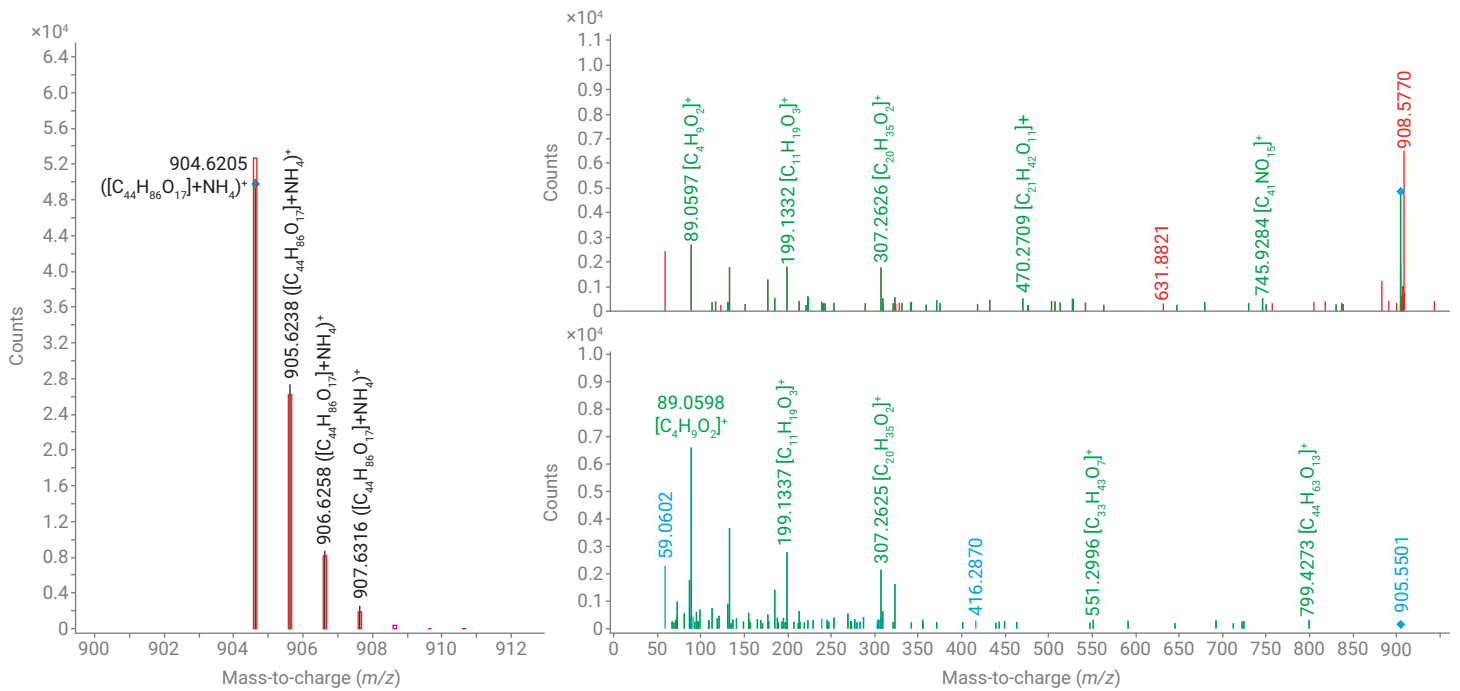 ×10⁴
6.4
6.0
5.6
5.2
4.8
4.4
4.0
3.6
3.2
2.8
2.4
2.0
1.6
1.2
0.8
0.4
0
Counts
904.6205
([C₄₄H₈₆O₁₇]+NH₄)⁺
905.6238 ([C₄₄H₈₆O₁₇]+NH₄)⁺
906.6258 ([C₄₄H₈₆O₁₇]+NH₄)⁺
907.6316 ([C₄₄H₈₆O₁₇]+NH₄)⁺
900 902 904 906 908 910 912
Mass-to-charge (m/z)
×10⁴
1.1
1.0
0.9
0.8
0.7
0.6
0.5
0.4
0.3
0.2
0.1
0
Counts
89.0597 [C₄H₉O₂]⁺
199.1332 [C₁₁H₁₉O₃]⁺
307.2626 [C₂₀H₃₅O₂]⁺
470.2709 [C₂₁H₄₂O₁₁]+
631.8821
745.9284 [C₄₁NO₁₅]⁺
908.5770
×10⁴
1.0
0.9
0.8
0.7
0.6
0.5
0.4
0.3
0.2
0.1
0
Counts
59.0602
89.0598
[C₄H₉O₂]⁺
199.1337 [C₁₁H₁₉O₃]⁺
307.2625 [C₂₀H₃₅O₂]⁺
416.2870
551.2996 [C₃₃H₄₃O₇]⁺
799.4273 [C₄₄H₆₃O₁₃]⁺
905.5501
0 50 100 150 200 250 300 350 400 450 500 550 600 650 700 750 800 850 900
Mass-to-charge (m/z)